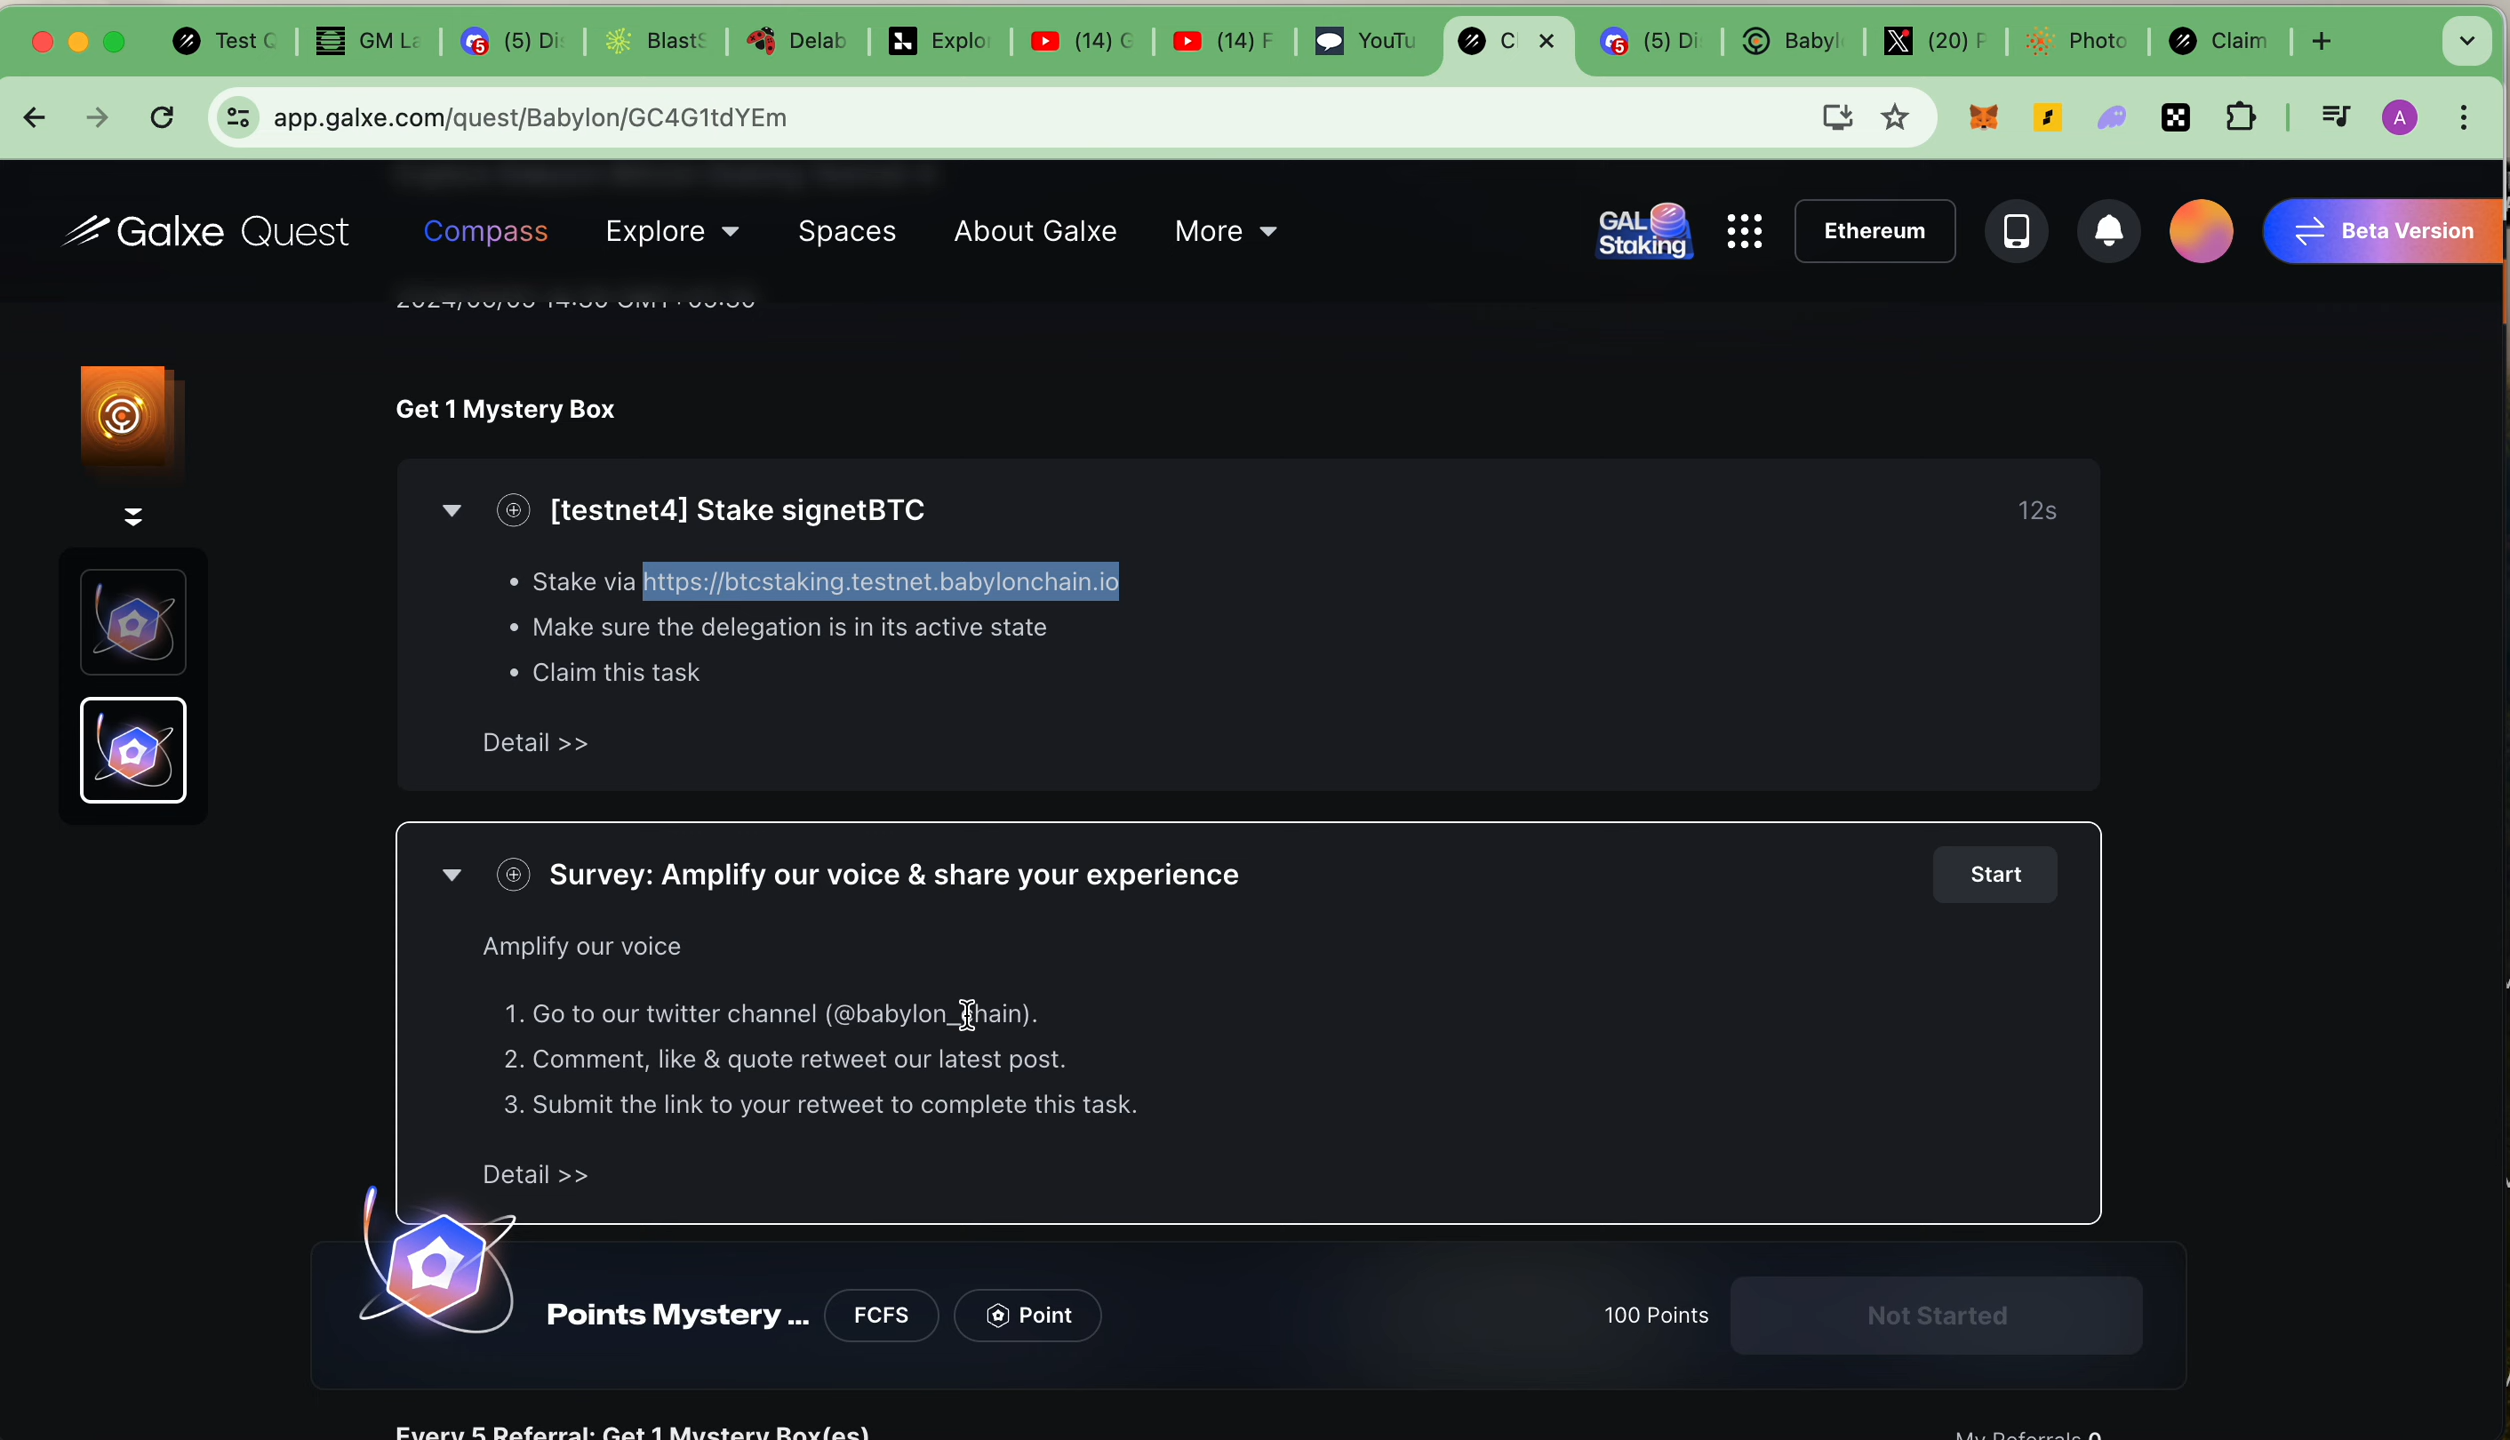 Test
GM
5
(5)
BlastS
Delab
Explo
(14)
(14)
YouTu
C
5
(5)
Babyl
(20)
Photo
Claim
app.galxe.com/quest/Babylon/GC4G1tdYEm
A
Galxe Quest
Compass
Explore
Spaces
About Galxe
More
GAL Staking
Ethereum
Beta Version
Get 1 Mystery Box
[testnet4] Stake signetBTC
12s
• Stake via https://btcstaking.testnet.babylonchain.io
• Make sure the delegation is in its active state
• Claim this task
Detail >>
Survey: Amplify our voice & share your experience
Start
Amplify our voice
1. Go to our twitter channel (@babylon_chain).
2. Comment, like & quote retweet our latest post.
3. Submit the link to your retweet to complete this task.
Detail >>
Points Mystery ...
FCFS
Point
100 Points
Not Started
Every 5 Referral: Get 1 Mystery Box(es)
My Referrals 0